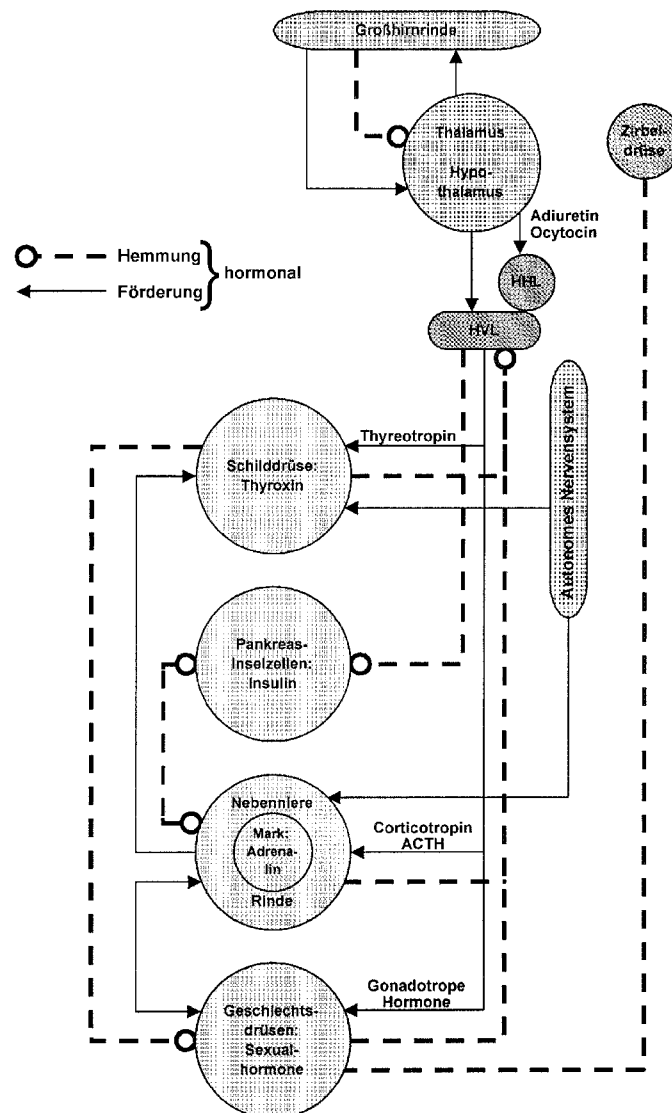 Großhirnrinde
Thalamus
Hypo-
thalamus
Zirbel-
drüse
Adiuretin
Ocytocin
Hemmung
Förderung
hormonal
HHL
HVL
Autonomes Nervensystem
Thyreotropin
Schilddrüse:
Thyroxin
Pankreas-
Inselzellen:
Insulin
Nebenniere
Mark:
Adrena-
lin
Rinde
Corticotropin
ACTH
Gonadotrope
Hormone
Geschlechts-
drüsen:
Sexual-
hormone